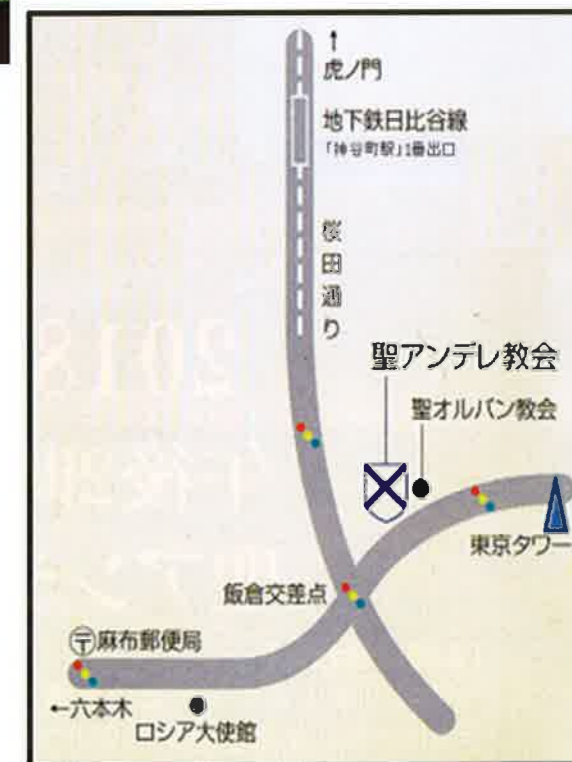 ↑
虎ノ門
地下鉄日比谷線
「神谷町駅」1番出口
桜田通り
聖アンデレ教会
聖オルバン教会
東京タワー
飯倉交差点
〒麻布郵便局
←六本木
ロシア大使館